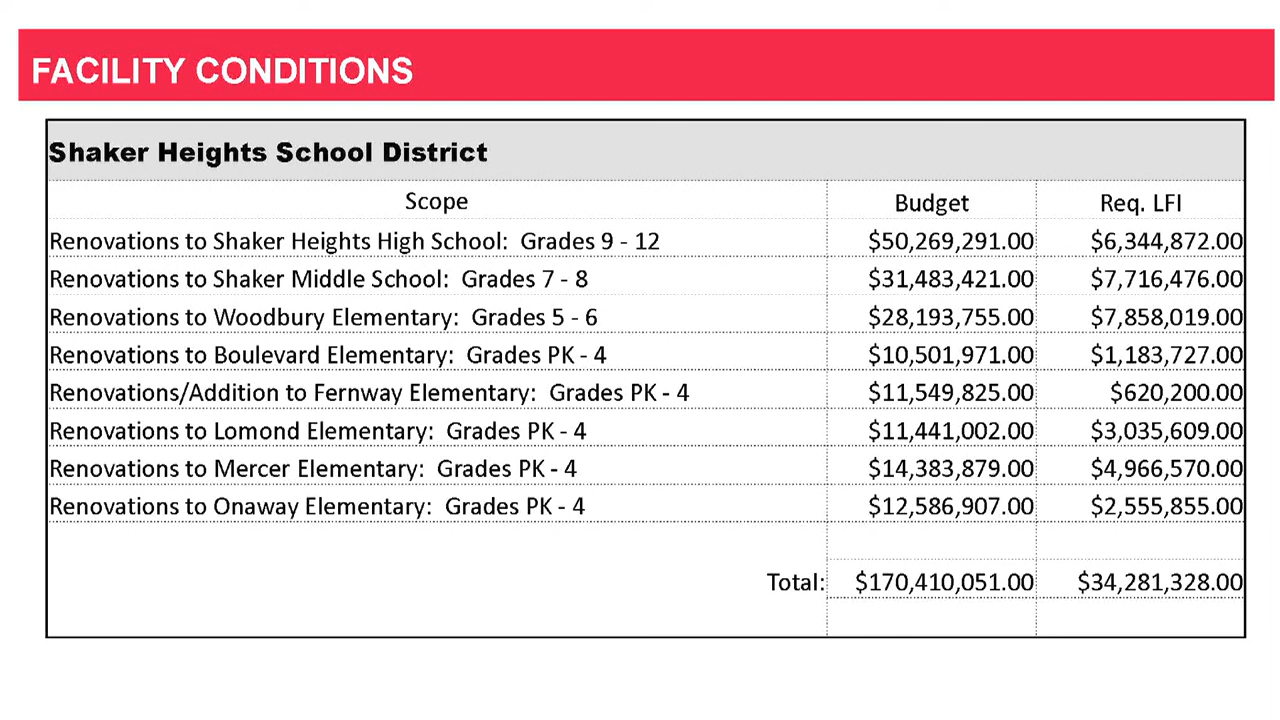 FACILITY CONDITIONS
Shaker Heights School District
Scope Budget Req. LFI
Renovations to Shaker Heights High School: Grades 9 - 12 $50,269,291.00 $6,344,872.00
Renovations to Shaker Middle School: Grades 7 - 8 $31,483,421.00 $7,716,476.00
Renovations to Woodbury Elementary: Grades 5 - 6 $28,193,755.00 $7,858,019.00
Renovations to Boulevard Elementary: Grades PK - 4 $10,501,971.00 $1,183,727.00
Renovations/Addition to Fernway Elementary: Grades PK - 4 $11,549,825.00 $620,200.00
Renovations to Lomond Elementary: Grades PK - 4 $11,441,002.00 $3,035,609.00
Renovations to Mercer Elementary: Grades PK - 4 $14,383,879.00 $4,966,570.00
Renovations to Onaway Elementary: Grades PK - 4 $12,586,907.00 $2,555,855.00
Total: $170,410,051.00 $34,281,328.00